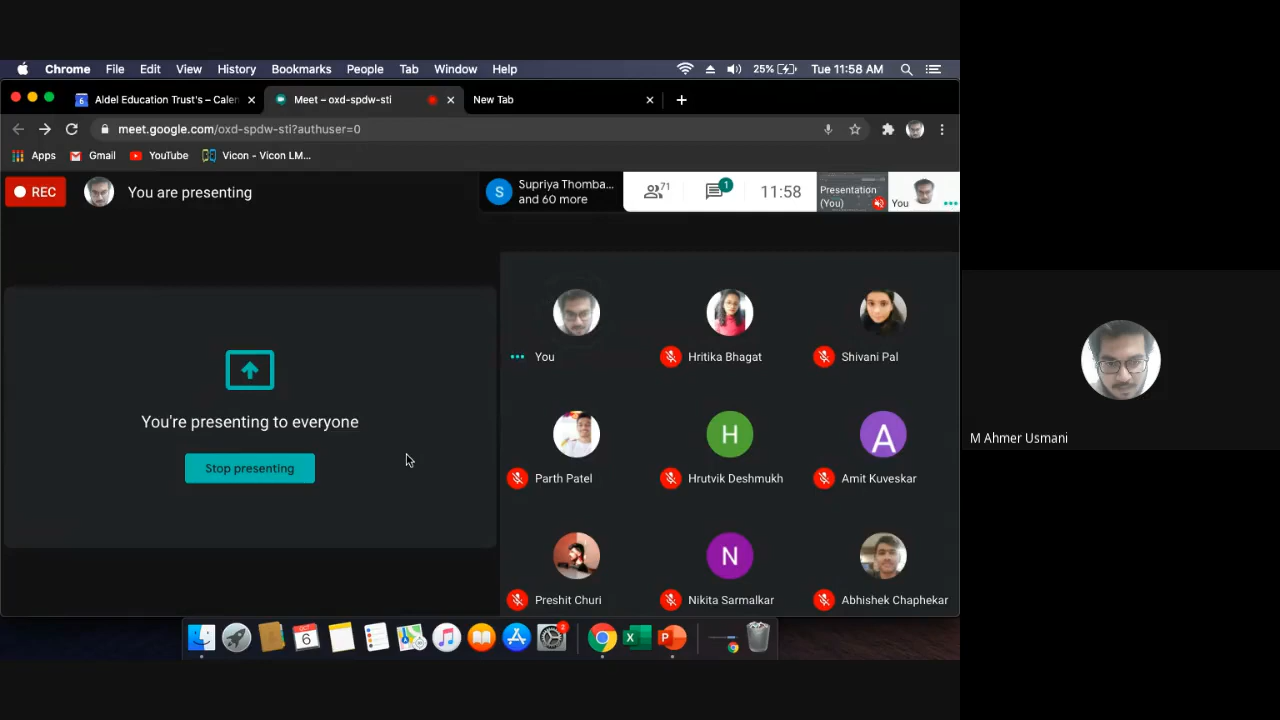 Chrome File Edit View History Bookmarks People Tab Window Help 25% Tue 11:58 AM
6 Aldel Education Trust's – Calen Meet – oxd-spdw-sti New Tab
meet.google.com/oxd-spdw-sti?authuser=0
Apps Gmail YouTube Vicon - Vicon LM...
REC You are presenting
S Supriya Thomba...
and 60 more
71 1 11:58
Presentation
(You)
You
You Hritika Bhagat Shivani Pal
You're presenting to everyone
Stop presenting
H A
Parth Patel Hrutvik Deshmukh Amit Kuveskar
N
Preshit Churi Nikita Sarmalkar Abhishek Chaphekar
M Ahmer Usmani
6 2 X P